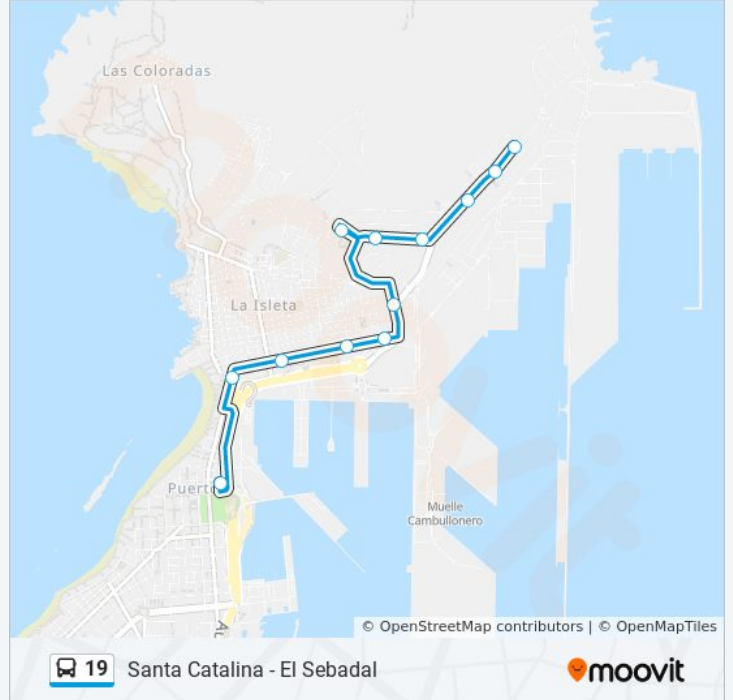 Las Coloradas
La Isleta
Puerto
Muelle
Cambullonero
© OpenStreetMap contributors | © OpenMapTiles
19 Santa Catalina - El Sebadal
moovit